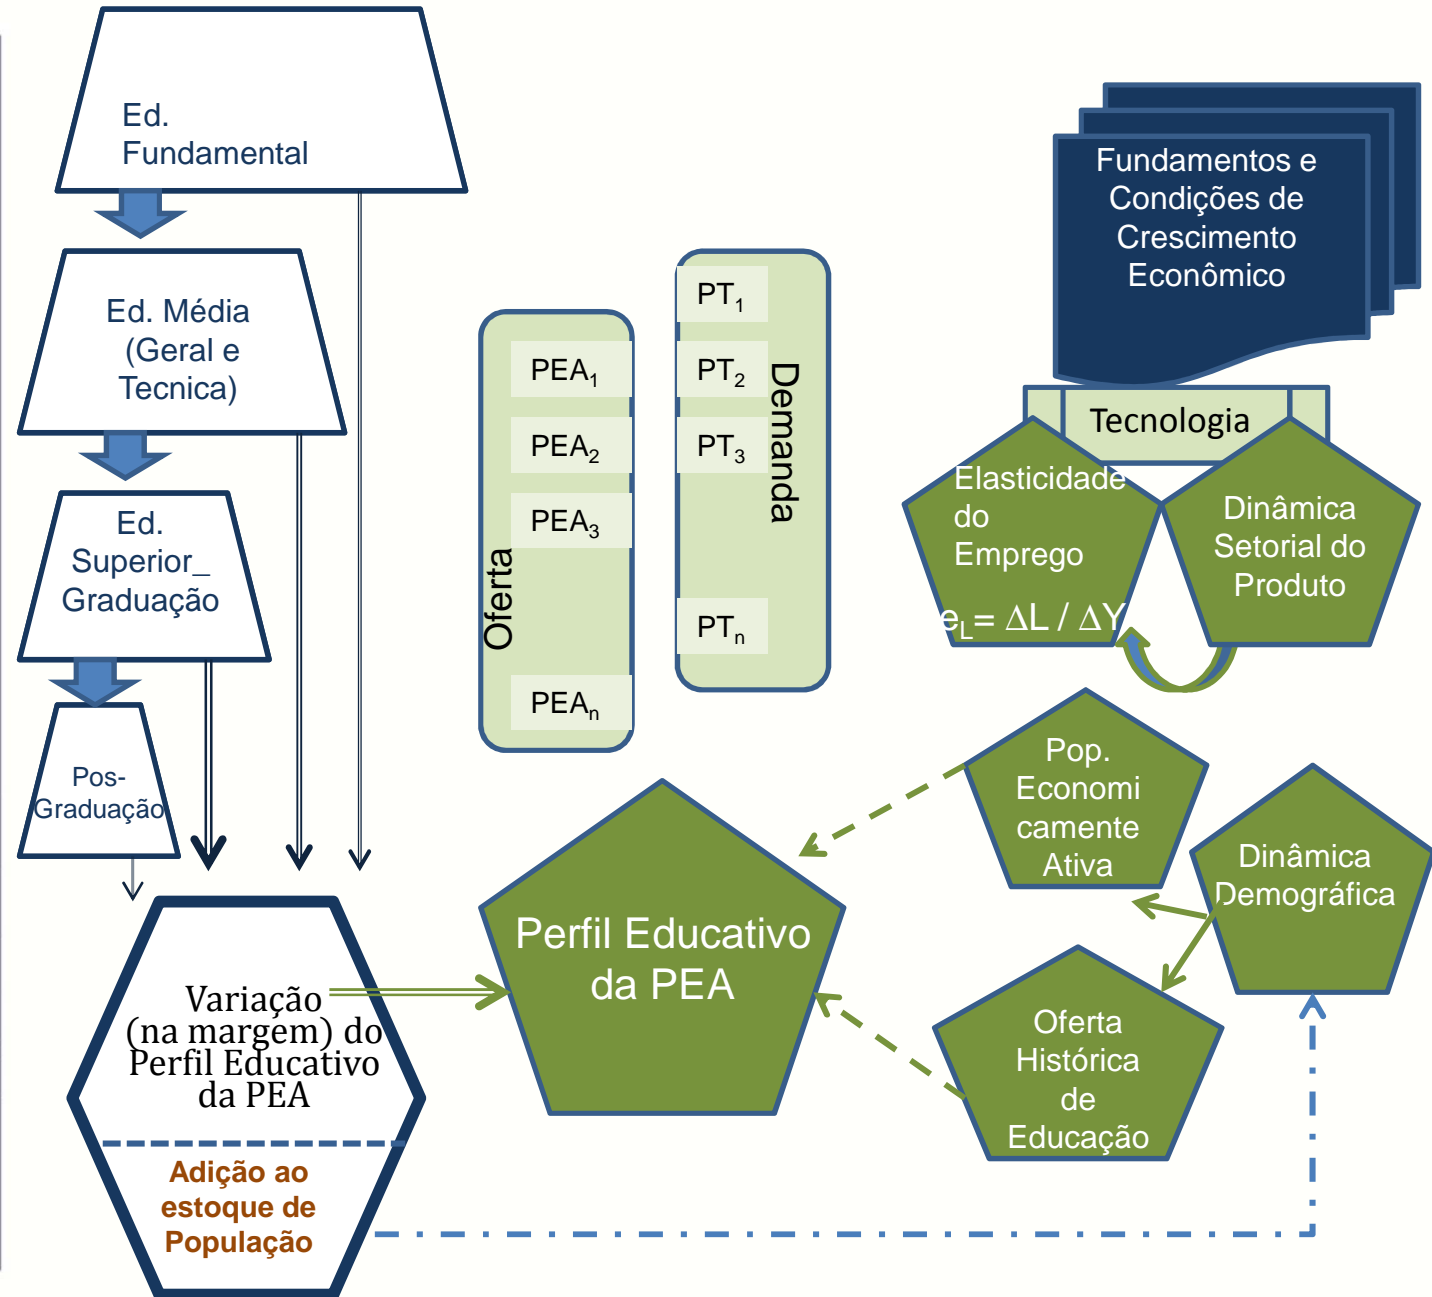 Ed.
Fundamental
Ed. Média
(Geral e
Tecnica)
Ed.
Superior_
Graduação
Pos-
Graduação
Variação
(na margem) do
Perfil Educativo
da PEA
Adição ao
estoque de
População
Oferta
PEA₁
PEA₂
PEA₃
PEAₙ
Demanda
PT₁
PT₂
PT₃
PTₙ
Fundamentos e
Condições de
Crescimento
Econômico
Tecnologia
Elasticidade
do
Emprego
e_L= ΔL / ΔY
Dinâmica
Setorial do
Produto
Perfil Educativo
da PEA
Pop.
Economi
camente
Ativa
Dinâmica
Demográfica
Oferta
Histórica
de
Educação